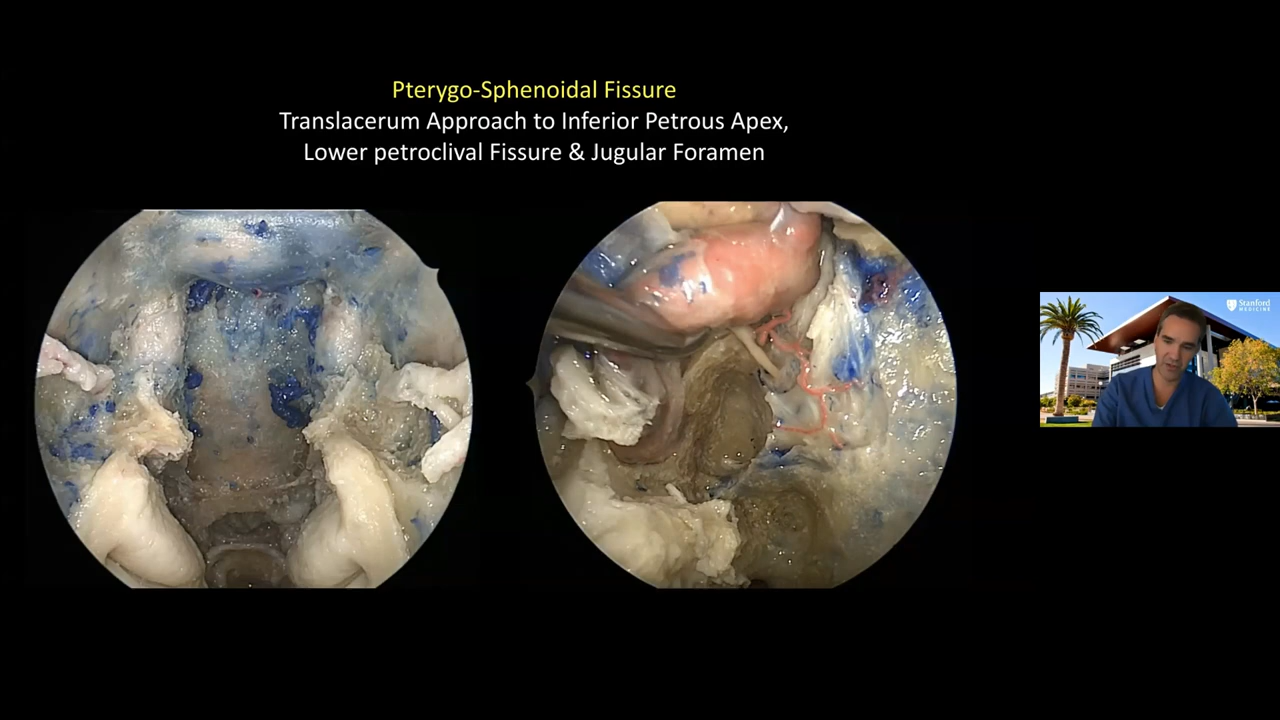 Pterygo-Sphenoidal Fissure
Translacerum Approach to Inferior Petrous Apex,
Lower petroclival Fissure & Jugular Foramen
Stanford
MEDICINE